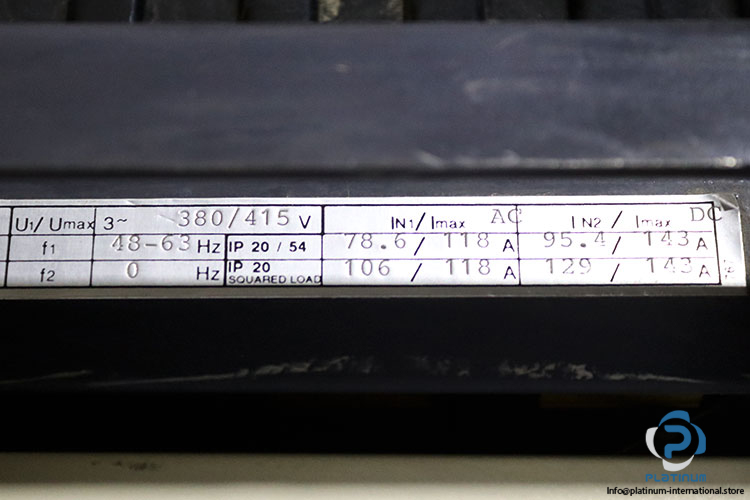 U1/ Umax 3~ 380/415 V IN1/ Imax AC I N2 / Imax DC
f1 48-63 Hz IP 20 / 54 78.6/ 118 A 95.4/ 143 A
f2 0 Hz IP 20 SQUARED LOAD 106 / 118 A 129 / 143 A
PLATINUM
Info@platinum-international.store